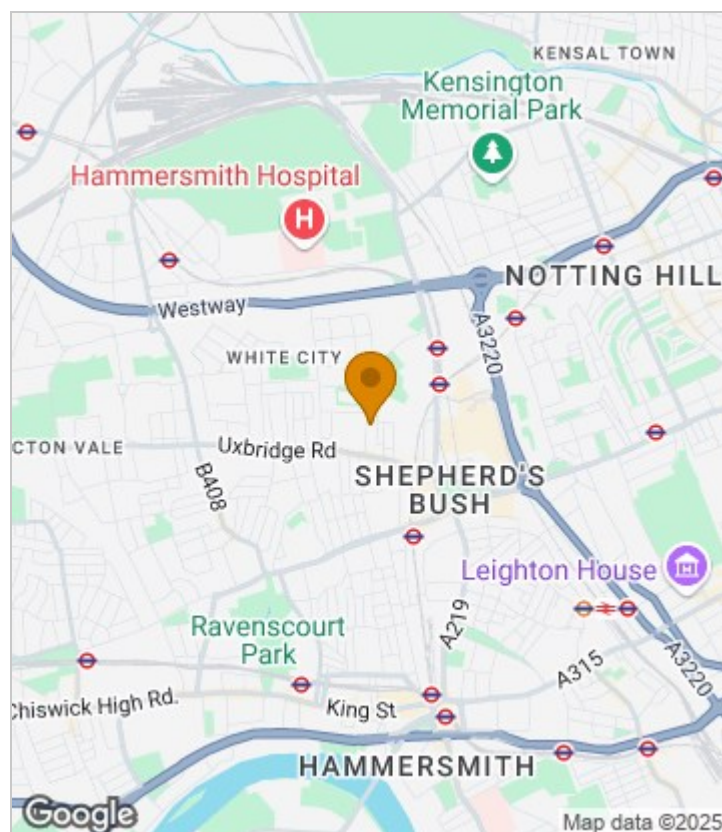 KENSAL TOWN
Kensington
Memorial Park
Hammersmith Hospital
H
NOTTING HILL
Westway
A3220
WHITE CITY
CTON VALE
Uxbridge Rd
B408
SHEPHERD'S
BUSH
Leighton House
A219
Ravenscourt
Park
A315
A3220
Chiswick High Rd.
King St
HAMMERSMITH
Google
Map data ©2025